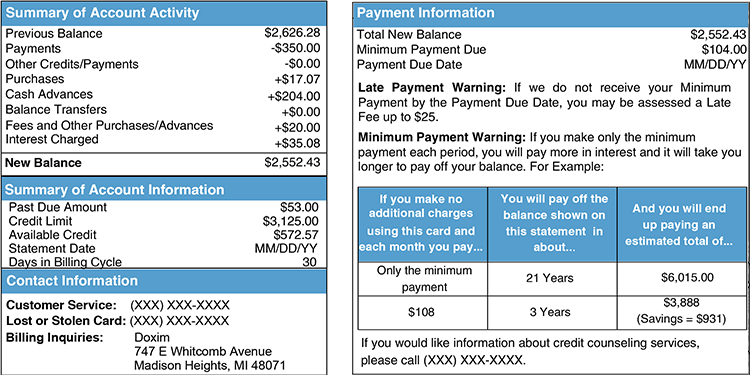 Summary of Account Activity
Previous Balance $2,626.28
Payments -$350.00
Other Credits/Payments -$0.00
Purchases +$17.07
Cash Advances +$204.00
Balance Transfers +$0.00
Fees and Other Purchases/Advances +$20.00
Interest Charged +$35.08
New Balance $2,552.43
Summary of Account Information
Past Due Amount $53.00
Credit Limit $3,125.00
Available Credit $572.57
Statement Date MM/DD/YY
Days in Billing Cycle 30
Contact Information
Customer Service: (XXX) XXX-XXXX
Lost or Stolen Card: (XXX) XXX-XXXX
Billing Inquiries: Doxim
747 E Whitcomb Avenue
Madison Heights, MI 48071
Payment Information
Total New Balance $2,552.43
Minimum Payment Due $104.00
Payment Due Date MM/DD/YY
Late Payment Warning: If we do not receive your Minimum
Payment by the Payment Due Date, you may be assessed a Late
Fee up to $25.
Minimum Payment Warning: If you make only the minimum
payment each period, you will pay more in interest and it will take you
longer to pay off your balance. For Example:
If you make no
additional charges
using this card and
each month you pay...
You will pay off the
balance shown on
this statement in
about...
And you will end
up paying an
estimated total of...
Only the minimum
payment
21 Years
$6,015.00
$108
3 Years
$3,888
(Savings = $931)
If you would like information about credit counseling services,
please call (XXX) XXX-XXXX.